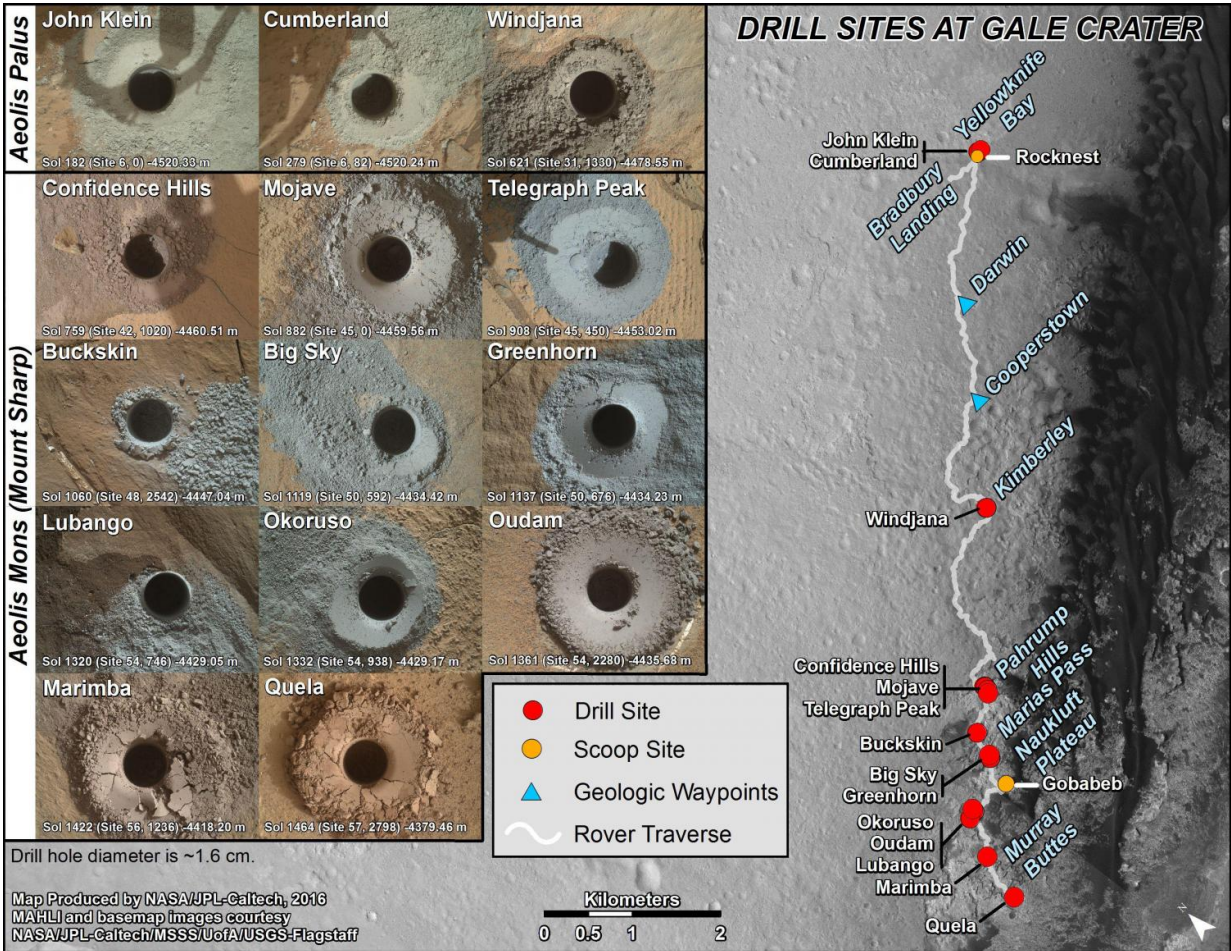 DRILL SITES AT GALE CRATER
Aeolis Palus
John Klein
Sol 182 (Site 6, 0) -4520.33 m
Cumberland
Sol 279 (Site 6, 82) -4520.24 m
Windjana
Sol 621 (Site 31, 1330) -4478.55 m
Aeolis Mons (Mount Sharp)
Confidence Hills
Sol 759 (Site 42, 1020) -4460.51 m
Mojave
Sol 882 (Site 45, 0) -4459.56 m
Telegraph Peak
Sol 908 (Site 45, 450) -4453.02 m
Buckskin
Sol 1060 (Site 48, 2542) -4447.04 m
Big Sky
Sol 1119 (Site 50, 592) -4434.42 m
Greenhorn
Sol 1137 (Site 50, 676) -4434.23 m
Lubango
Sol 1320 (Site 54, 746) -4429.05 m
Okoruso
Sol 1332 (Site 54, 938) -4429.17 m
Oudam
Sol 1361 (Site 54, 2280) -4435.68 m
Marimba
Sol 1422 (Site 56, 1236) -4418.20 m
Quela
Sol 1464 (Site 57, 2798) -4379.46 m
Drill Site
Scoop Site
Geologic Waypoints
Rover Traverse
Drill hole diameter is ~1.6 cm.
Map Produced by NASA/JPL-Caltech, 2016
MAHLI and basemap images courtesy
NASA/JPL-Caltech/MSSS/UofA/USGS-Flagstaff
Kilometers
0 0.5 1 2
Yellowknife
Bay
John Klein
Cumberland
Rocknest
Bradbury
Landing
Darwin
Cooperstown
Kimberley
Windjana
Pahrump
Hills
Confidence Hills
Mojave
Telegraph Peak
Marias Pass
Buckskin
Naukluft
Plateau
Big Sky
Greenhorn
Gobabeb
Okoruso
Oudam
Lubango
Murray
Buttes
Marimba
Quela
N